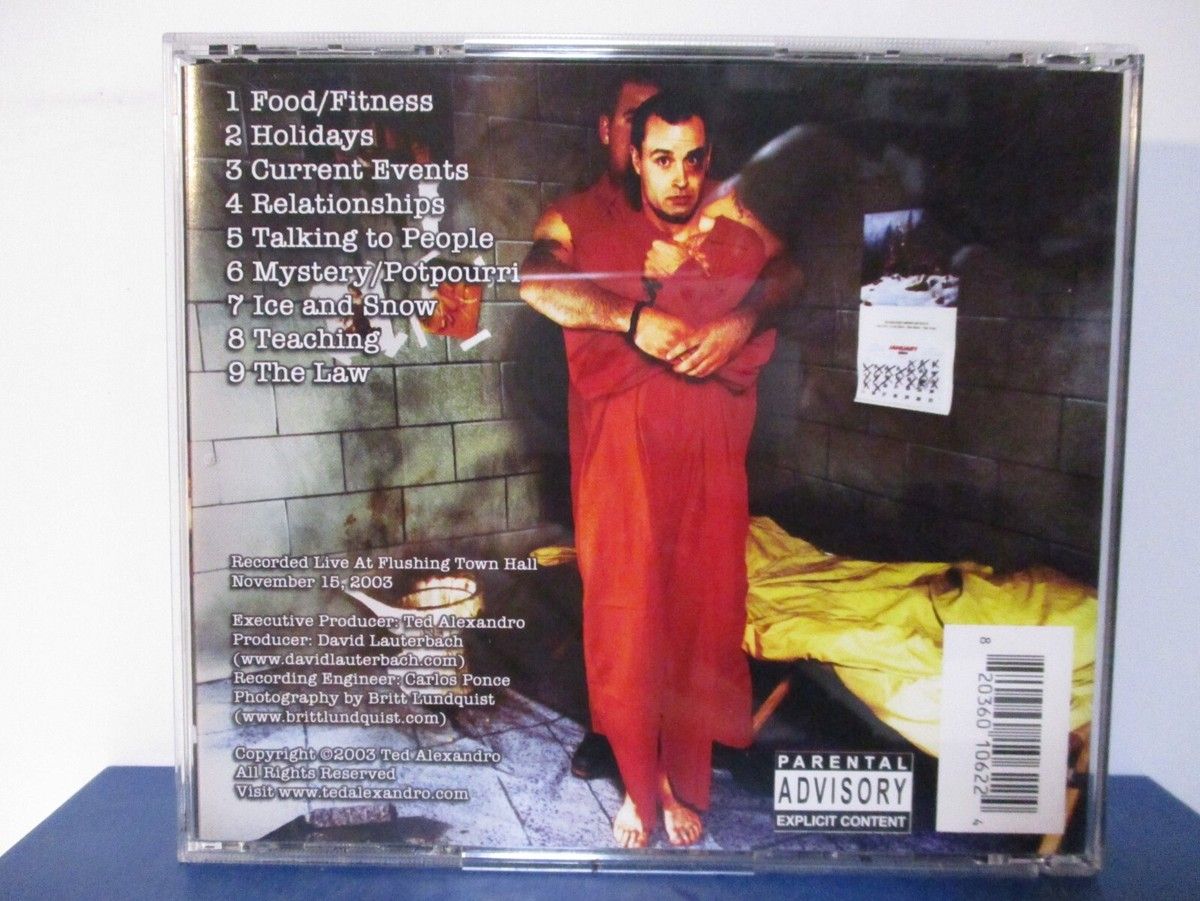 1 Food/Fitness
2 Holidays
3 Current Events
4 Relationships
5 Talking to People
6 Mystery/Potpourri
7 Ice and Snow
8 Teaching
9 The Law
JANUARY
Recorded Live At Flushing Town Hall
November 15, 2003
Executive Producer: Ted Alexandro
Producer: David Lauterbach
(www.davidlauterbach.com)
Recording Engineer: Carlos Ponce
Photography by Britt Lundquist
(www.brittlundquist.com)
Copyright ©2003 Ted Alexandro
All Rights Reserved
Visit www.tedalexandro.com
PARENTAL
ADVISORY
EXPLICIT CONTENT
8 20360 10622 4